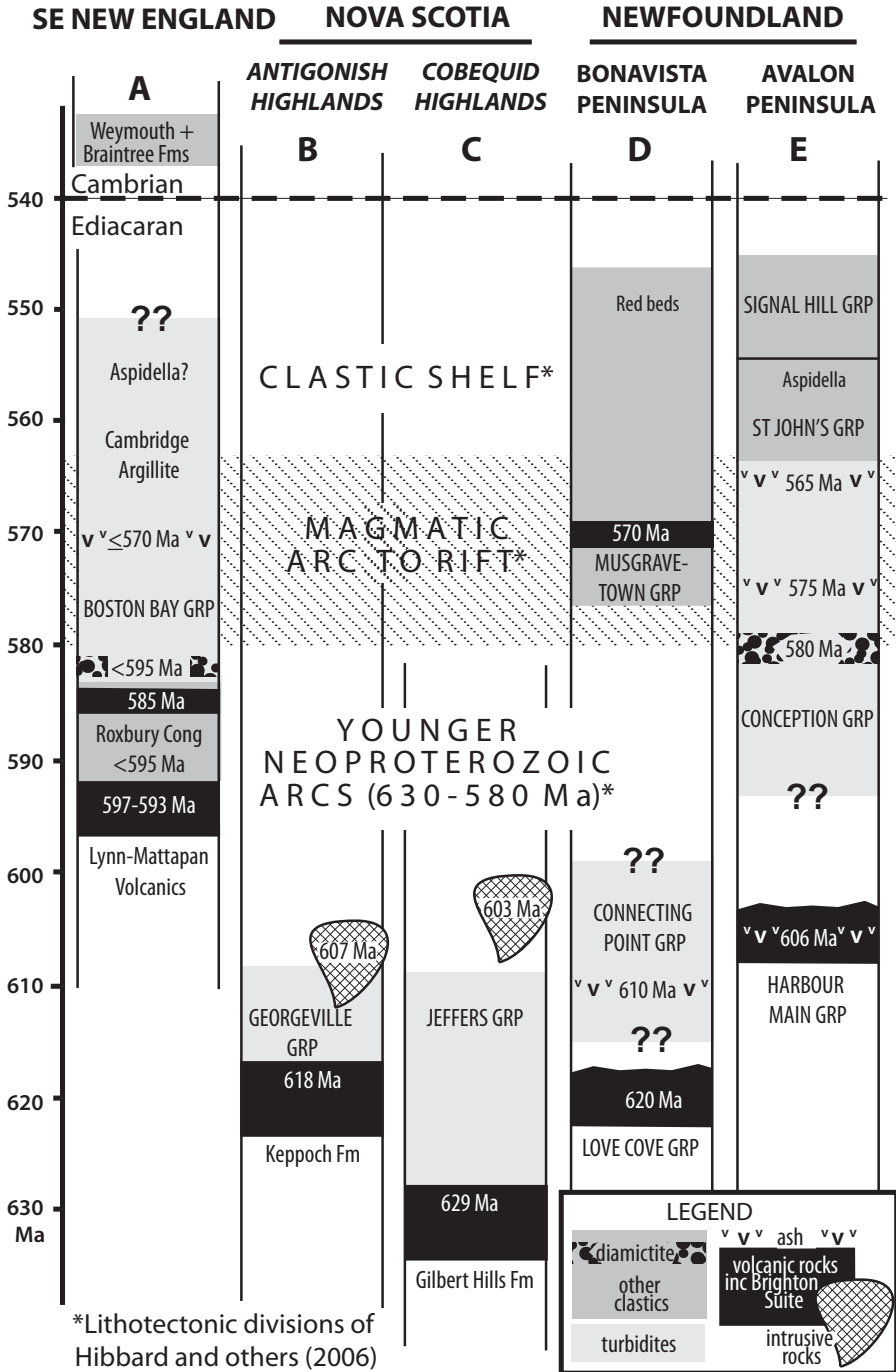 SE NEW ENGLAND
NOVA SCOTIA
NEWFOUNDLAND
ANTIGONISH
HIGHLANDS
COBEQUID
HIGHLANDS
BONAVISTA
PENINSULA
AVALON
PENINSULA
A
B
C
D
E
540
550
560
570
580
590
600
610
620
630
Ma
Weymouth +
Braintree Fms
Cambrian
Ediacaran
??
Aspidella?
Cambridge
Argillite
v v ≤570 Ma v v
BOSTON BAY GRP
<595 Ma
585 Ma
Roxbury Cong
<595 Ma
597-593 Ma
Lynn-Mattapan
Volcanics
CLASTIC SHELF*
MAGMATIC
ARC TO RIFT*
YOUNGER
NEOPROTEROZOIC
ARCS (630-580 Ma)*
607 Ma
GEORGEVILLE
GRP
618 Ma
Keppoch Fm
603 Ma
JEFFERS GRP
629 Ma
Gilbert Hills Fm
Red beds
570 Ma
MUSGRAVE-
TOWN GRP
??
CONNECTING
POINT GRP
v v v 610 Ma v v
??
620 Ma
LOVE COVE GRP
SIGNAL HILL GRP
Aspidella
ST JOHN'S GRP
v v v 565 Ma v v
v v v 575 Ma v v
580 Ma
CONCEPTION GRP
??
v v v 606 Ma v v v
HARBOUR
MAIN GRP
LEGEND
diamictite
other
clastics
turbidites
v v v ash v v v
volcanic rocks
inc Brighton
Suite
intrusive
rocks
*Lithotectonic divisions of
Hibbard and others (2006)